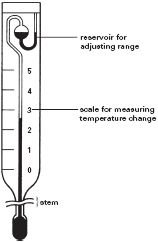 reservoir for
adjusting range
5
4
scale for measuring
temperature change
3
2
1
0
stem